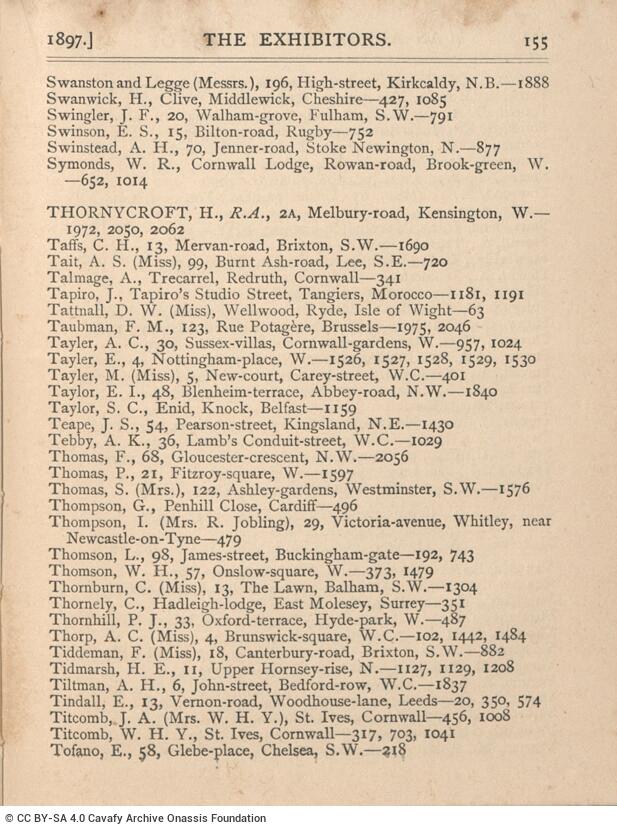 1897.] THE EXHIBITORS. 155
Swanston and Legge (Messrs.), 196, High-street, Kirkcaldy, N.B.—1888
Swanwick, H., Clive, Middlewick, Cheshire—427, 1085
Swingler, J. F., 20, Walham-grove, Fulham, S.W.—791
Swinson, E. S., 15, Bilton-road, Rugby—752
Swinstead, A. H., 70, Jenner-road, Stoke Newington, N.—877
Symonds, W. R., Cornwall Lodge, Rowan-road, Brook-green, W.
—652, 1014
THORNYCROFT, H., R.A., 2A, Melbury-road, Kensington, W.—
1972, 2050, 2062
Taffs, C. H., 13, Mervan-road, Brixton, S.W.—1690
Tait, A. S. (Miss), 99, Burnt Ash-road, Lee, S.E.—720
Talmage, A., Trecarrel, Redruth, Cornwall—341
Tapiro, J., Tapiro's Studio Street, Tangiers, Morocco—1181, 1191
Tattnall, D. W. (Miss), Wellwood, Ryde, Isle of Wight—63
Taubman, F. M., 123, Rue Potagère, Brussels—1975, 2046
Tayler, A. C., 30, Sussex-villas, Cornwall-gardens, W.—957, 1024
Tayler, E., 4, Nottingham-place, W.—1526, 1527, 1528, 1529, 1530
Tayler, M. (Miss), 5, New-court, Carey-street, W.C.—401
Taylor, E. I., 48, Blenheim-terrace, Abbey-road, N.W.—1840
Taylor, S. C., Enid, Knock, Belfast—1159
Teape, J. S., 54, Pearson-street, Kingsland, N.E.—1430
Tebby, A. K., 36, Lamb's Conduit-street, W.C.—1029
Thomas, F., 68, Gloucester-crescent, N.W.—2056
Thomas, P., 21, Fitzroy-square, W.—1597
Thomas, S. (Mrs.), 122, Ashley-gardens, Westminster, S.W.—1576
Thompson, G., Penhill Close, Cardiff—496
Thompson, I. (Mrs. R. Jobling), 29, Victoria-avenue, Whitley, near
Newcastle-on-Tyne—479
Thomson, L., 98, James-street, Buckingham-gate—192, 743
Thomson, W. H., 57, Onslow-square, W.—373, 1479
Thornburn, C. (Miss), 13, The Lawn, Balham, S.W.—1304
Thornely, C., Hadleigh-lodge, East Molesey, Surrey—351
Thornhill, P. J., 33, Oxford-terrace, Hyde-park, W.—487
Thorp, A. C. (Miss), 4, Brunswick-square, W.C.—102, 1442, 1484
Tiddeman, F. (Miss), 18, Canterbury-road, Brixton, S.W.—882
Tidmarsh, H. E., 11, Upper Hornsey-rise, N.—1127, 1129, 1208
Tiltman, A. H., 6, John-street, Bedford-row, W.C.—1837
Tindall, E., 13, Vernon-road, Woodhouse-lane, Leeds—20, 350, 574
Titcomb, J. A. (Mrs. W. H. Y.), St. Ives, Cornwall—456, 1008
Titcomb, W. H. Y., St. Ives, Cornwall—317, 703, 1041
Tofano, E., 58, Glebe-place, Chelsea, S.W.—218
© CC BY-SA 4.0 Cavafy Archive Onassis Foundation